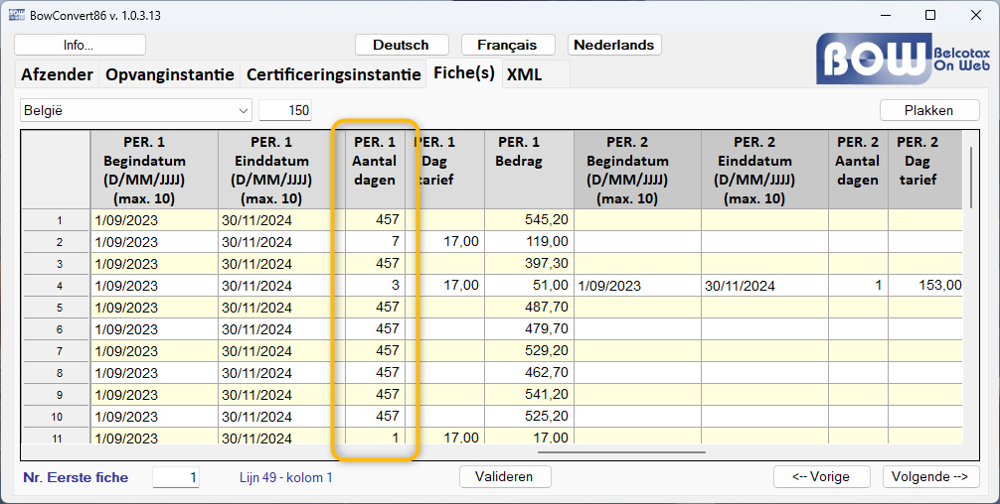 BowConvert86 v. 1.0.3.13
Info... Deutsch Français Nederlands
BOW Belcotax On Web
Afzender Opvanginstantie Certificeringsinstantie Fiche(s) XML
België 150 Plakken
PER. 1 Begindatum (D/MM/JJJJ) (max. 10) PER. 1 Einddatum (D/MM/JJJJ) (max. 10) PER. 1 Aantal dagen PER. 1 Dag tarief PER. 1 Bedrag PER. 2 Begindatum (D/MM/JJJJ) (max. 10) PER. 2 Einddatum (D/MM/JJJJ) (max. 10) PER. 2 Aantal dagen PER. 2 Dag tarief
1 1/09/2023 30/11/2024 457 545,20
2 1/09/2023 30/11/2024 7 17,00 119,00
3 1/09/2023 30/11/2024 457 397,30
4 1/09/2023 30/11/2024 3 17,00 51,00 1/09/2023 30/11/2024 1 153,00
5 1/09/2023 30/11/2024 457 487,70
6 1/09/2023 30/11/2024 457 479,70
7 1/09/2023 30/11/2024 457 529,20
8 1/09/2023 30/11/2024 457 462,70
9 1/09/2023 30/11/2024 457 541,20
10 1/09/2023 30/11/2024 457 525,20
11 1/09/2023 30/11/2024 1 17,00 17,00
Nr. Eerste fiche 1 Lijn 49 - kolom 1 Valideren <-- Vorige Volgende -->